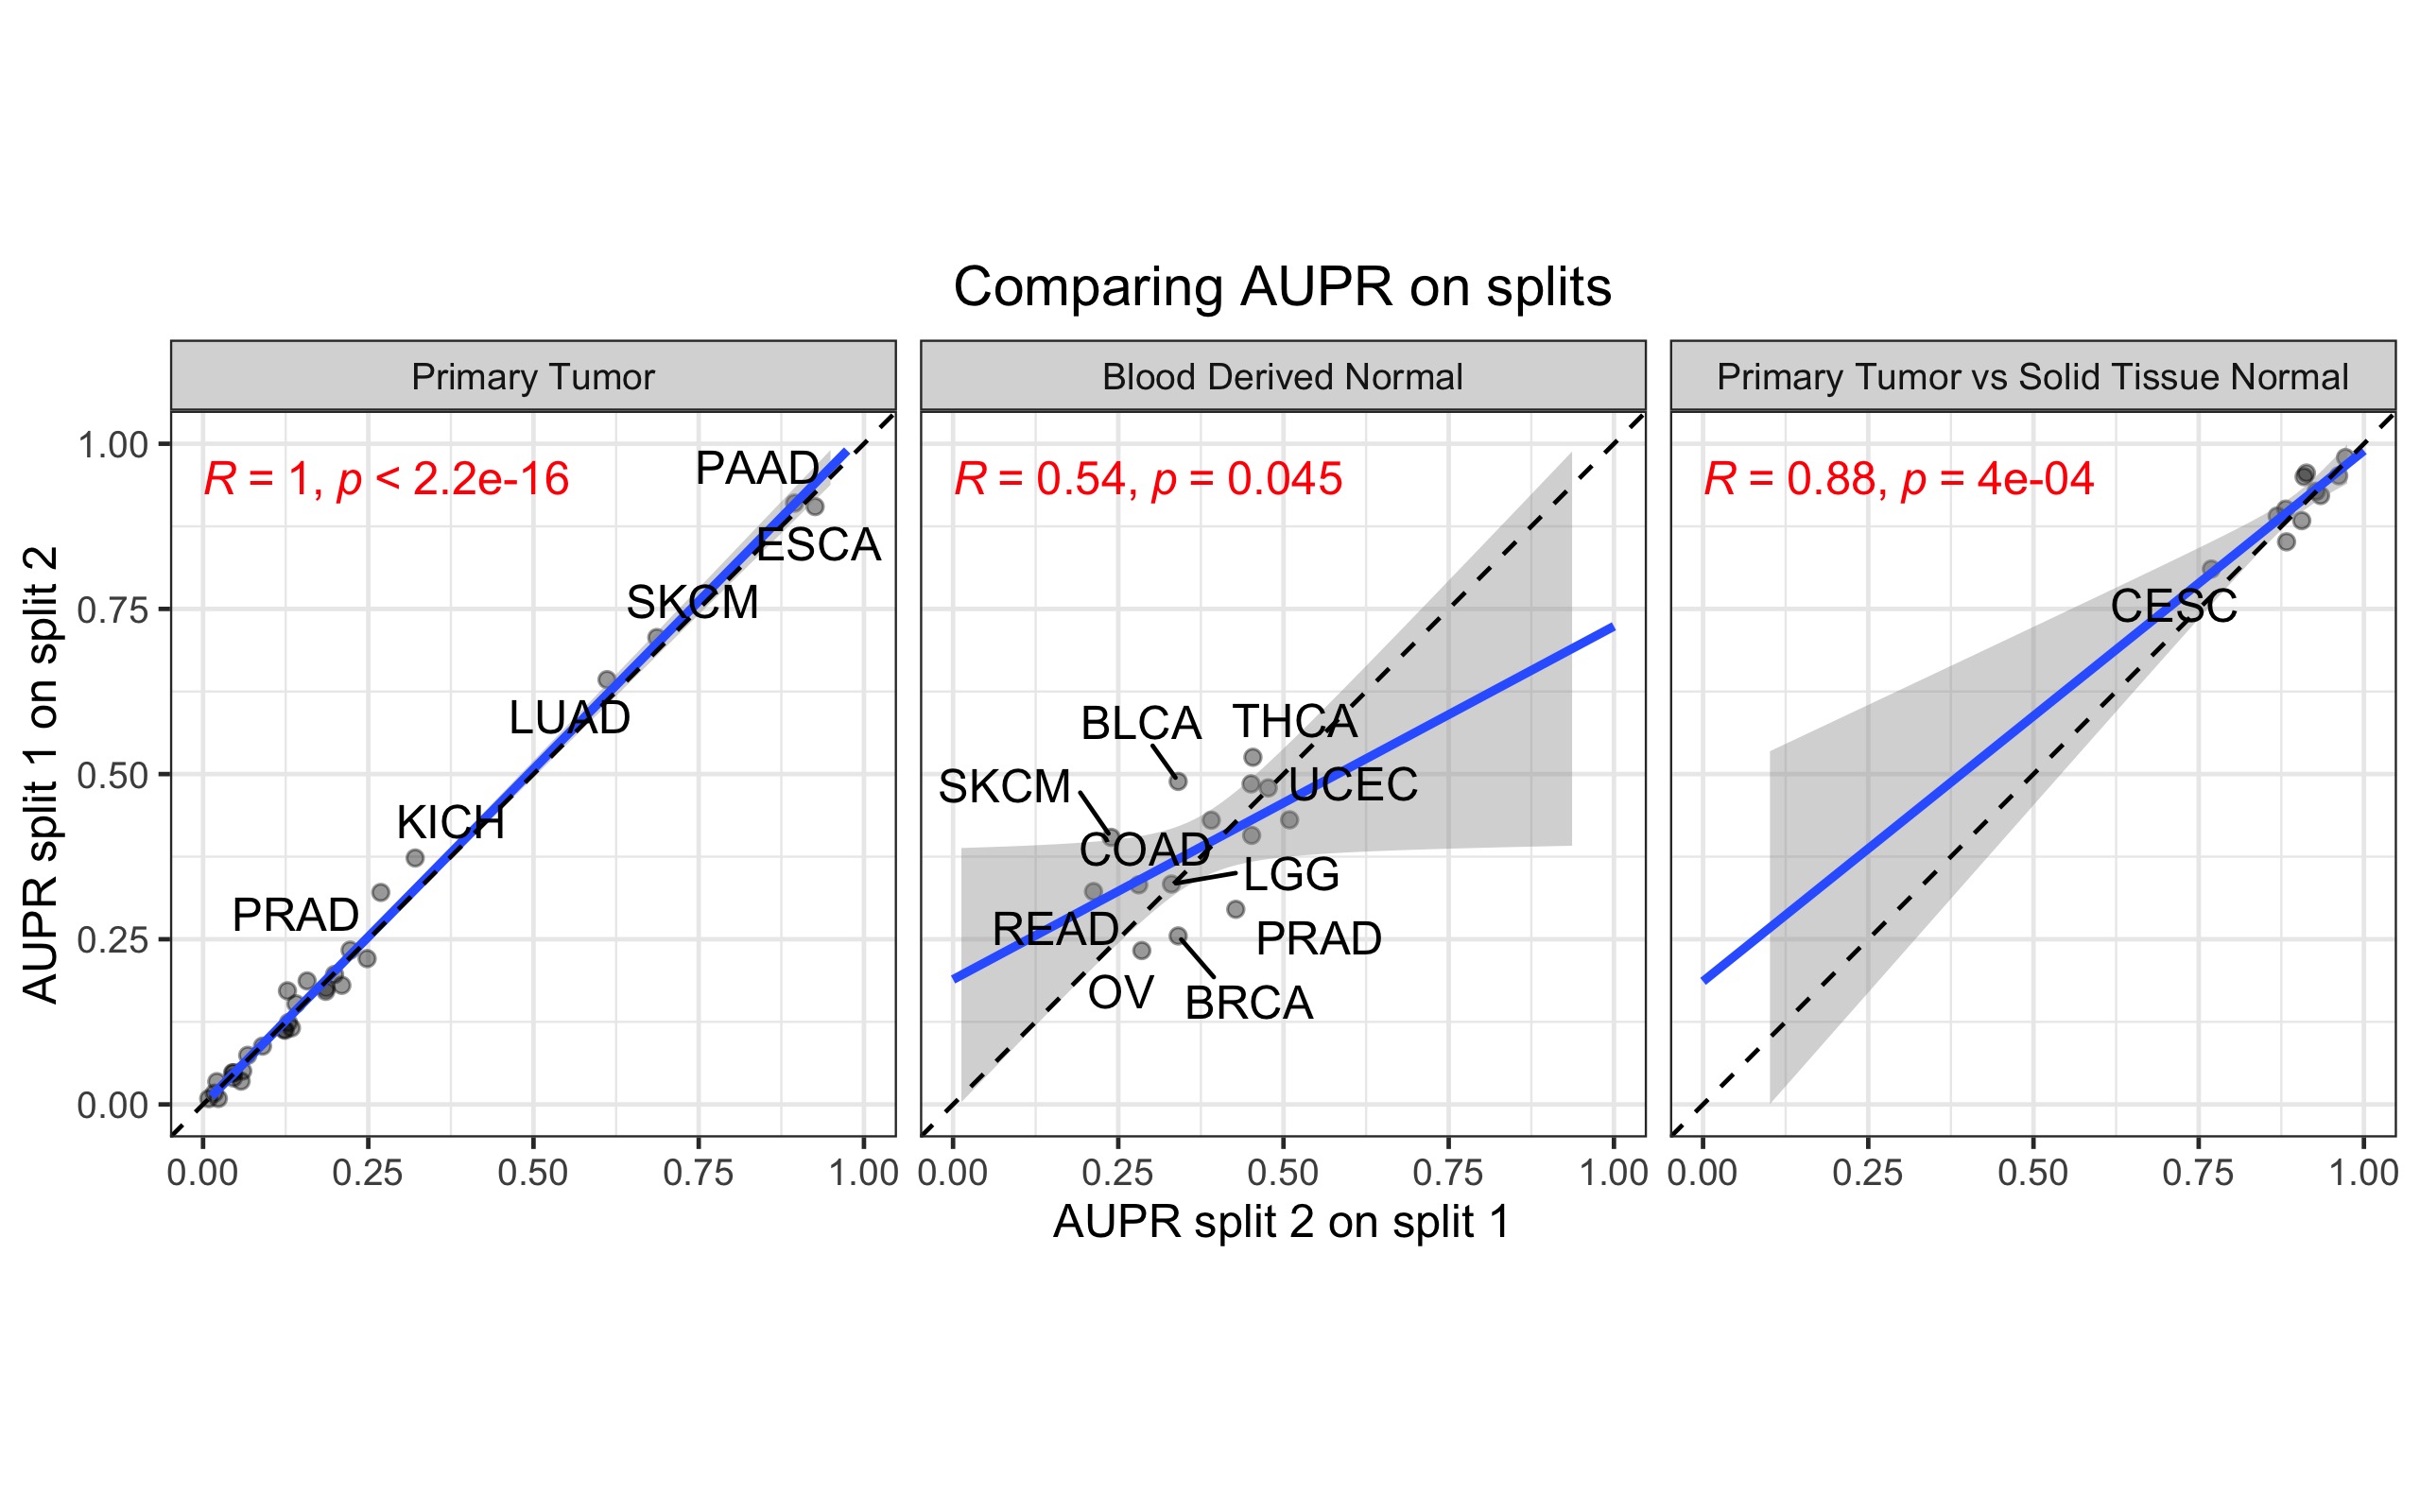 Comparing AUPR on splits
Primary Tumor
Blood Derived Normal
Primary Tumor vs Solid Tissue Normal
AUPR split 1 on split 2
1.00
0.75
0.50
0.25
0.00
R = 1, p < 2.2e-16
PAAD
ESCA
SKCM
LUAD
KICH
PRAD
R = 0.54, p = 0.045
BLCA
THCA
SKCM
UCEC
COAD
LGG
READ
PRAD
OV
BRCA
R = 0.88, p = 4e-04
CESC
0.00 0.25 0.50 0.75 1.00
0.00 0.25 0.50 0.75 1.00
0.00 0.25 0.50 0.75 1.00
AUPR split 2 on split 1